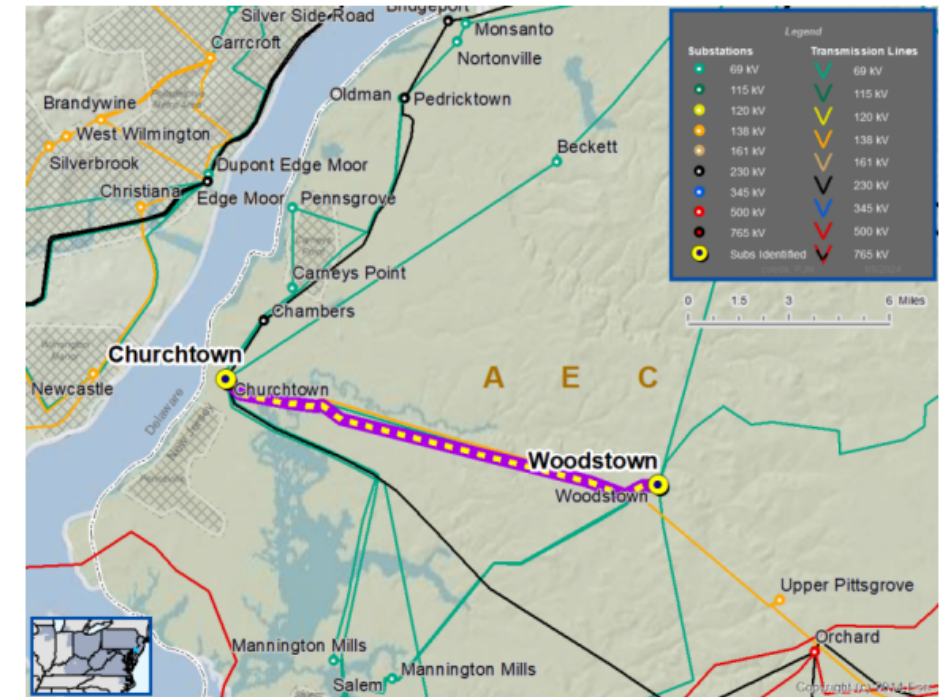 Bridgeport
Silver Side Road
Monsanto
Carrcroft
Nortonville
Oldman
Pedricktown
Brandywine
West Wilmington
Silverbrook
Beckett
Dupont Edge Moor
Christiana
Edge Moor
Pennsgrove
Carneys Point
Chambers
Churchtown
Churchtown
Newcastle
Delaware
New Jersey
A E C
Woodstown
Woodstown
Upper Pittsgrove
Orchard
Mannington Mills
Mannington Mills
Salem
Legend
Substations
69 kV
115 kV
120 kV
138 kV
161 kV
230 kV
345 kV
500 kV
765 kV
Subs Identified
Transmission Lines
69 kV
115 kV
120 kV
138 kV
161 kV
230 kV
345 kV
500 kV
765 kV
0 1.5 3 6 Miles
Copyright (c) 2014 Esri